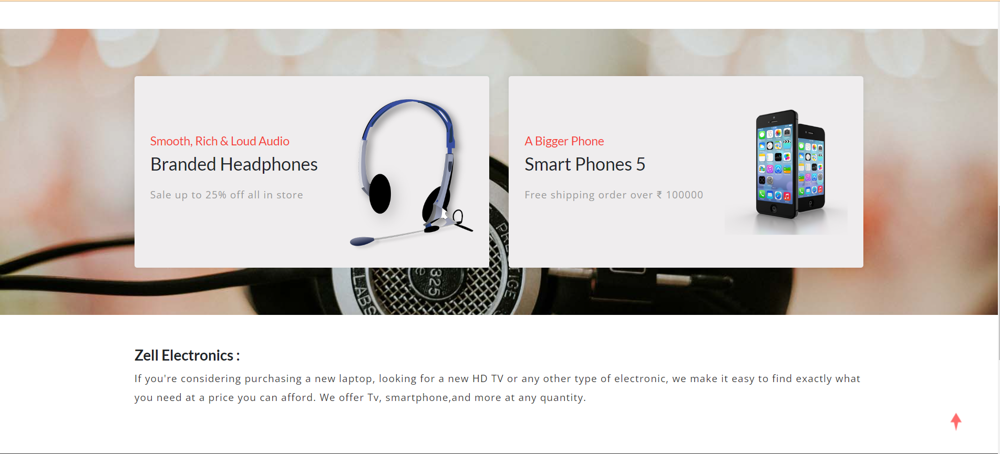 Smooth, Rich & Loud Audio
Branded Headphones
Sale up to 25% off all in store
A Bigger Phone
Smart Phones 5
Free shipping order over ₹ 100000
LABS
325
Zell Electronics :
If you're considering purchasing a new laptop, looking for a new HD TV or any other type of electronic, we make it easy to find exactly what
you need at a price you can afford. We offer Tv, smartphone,and more at any quantity.